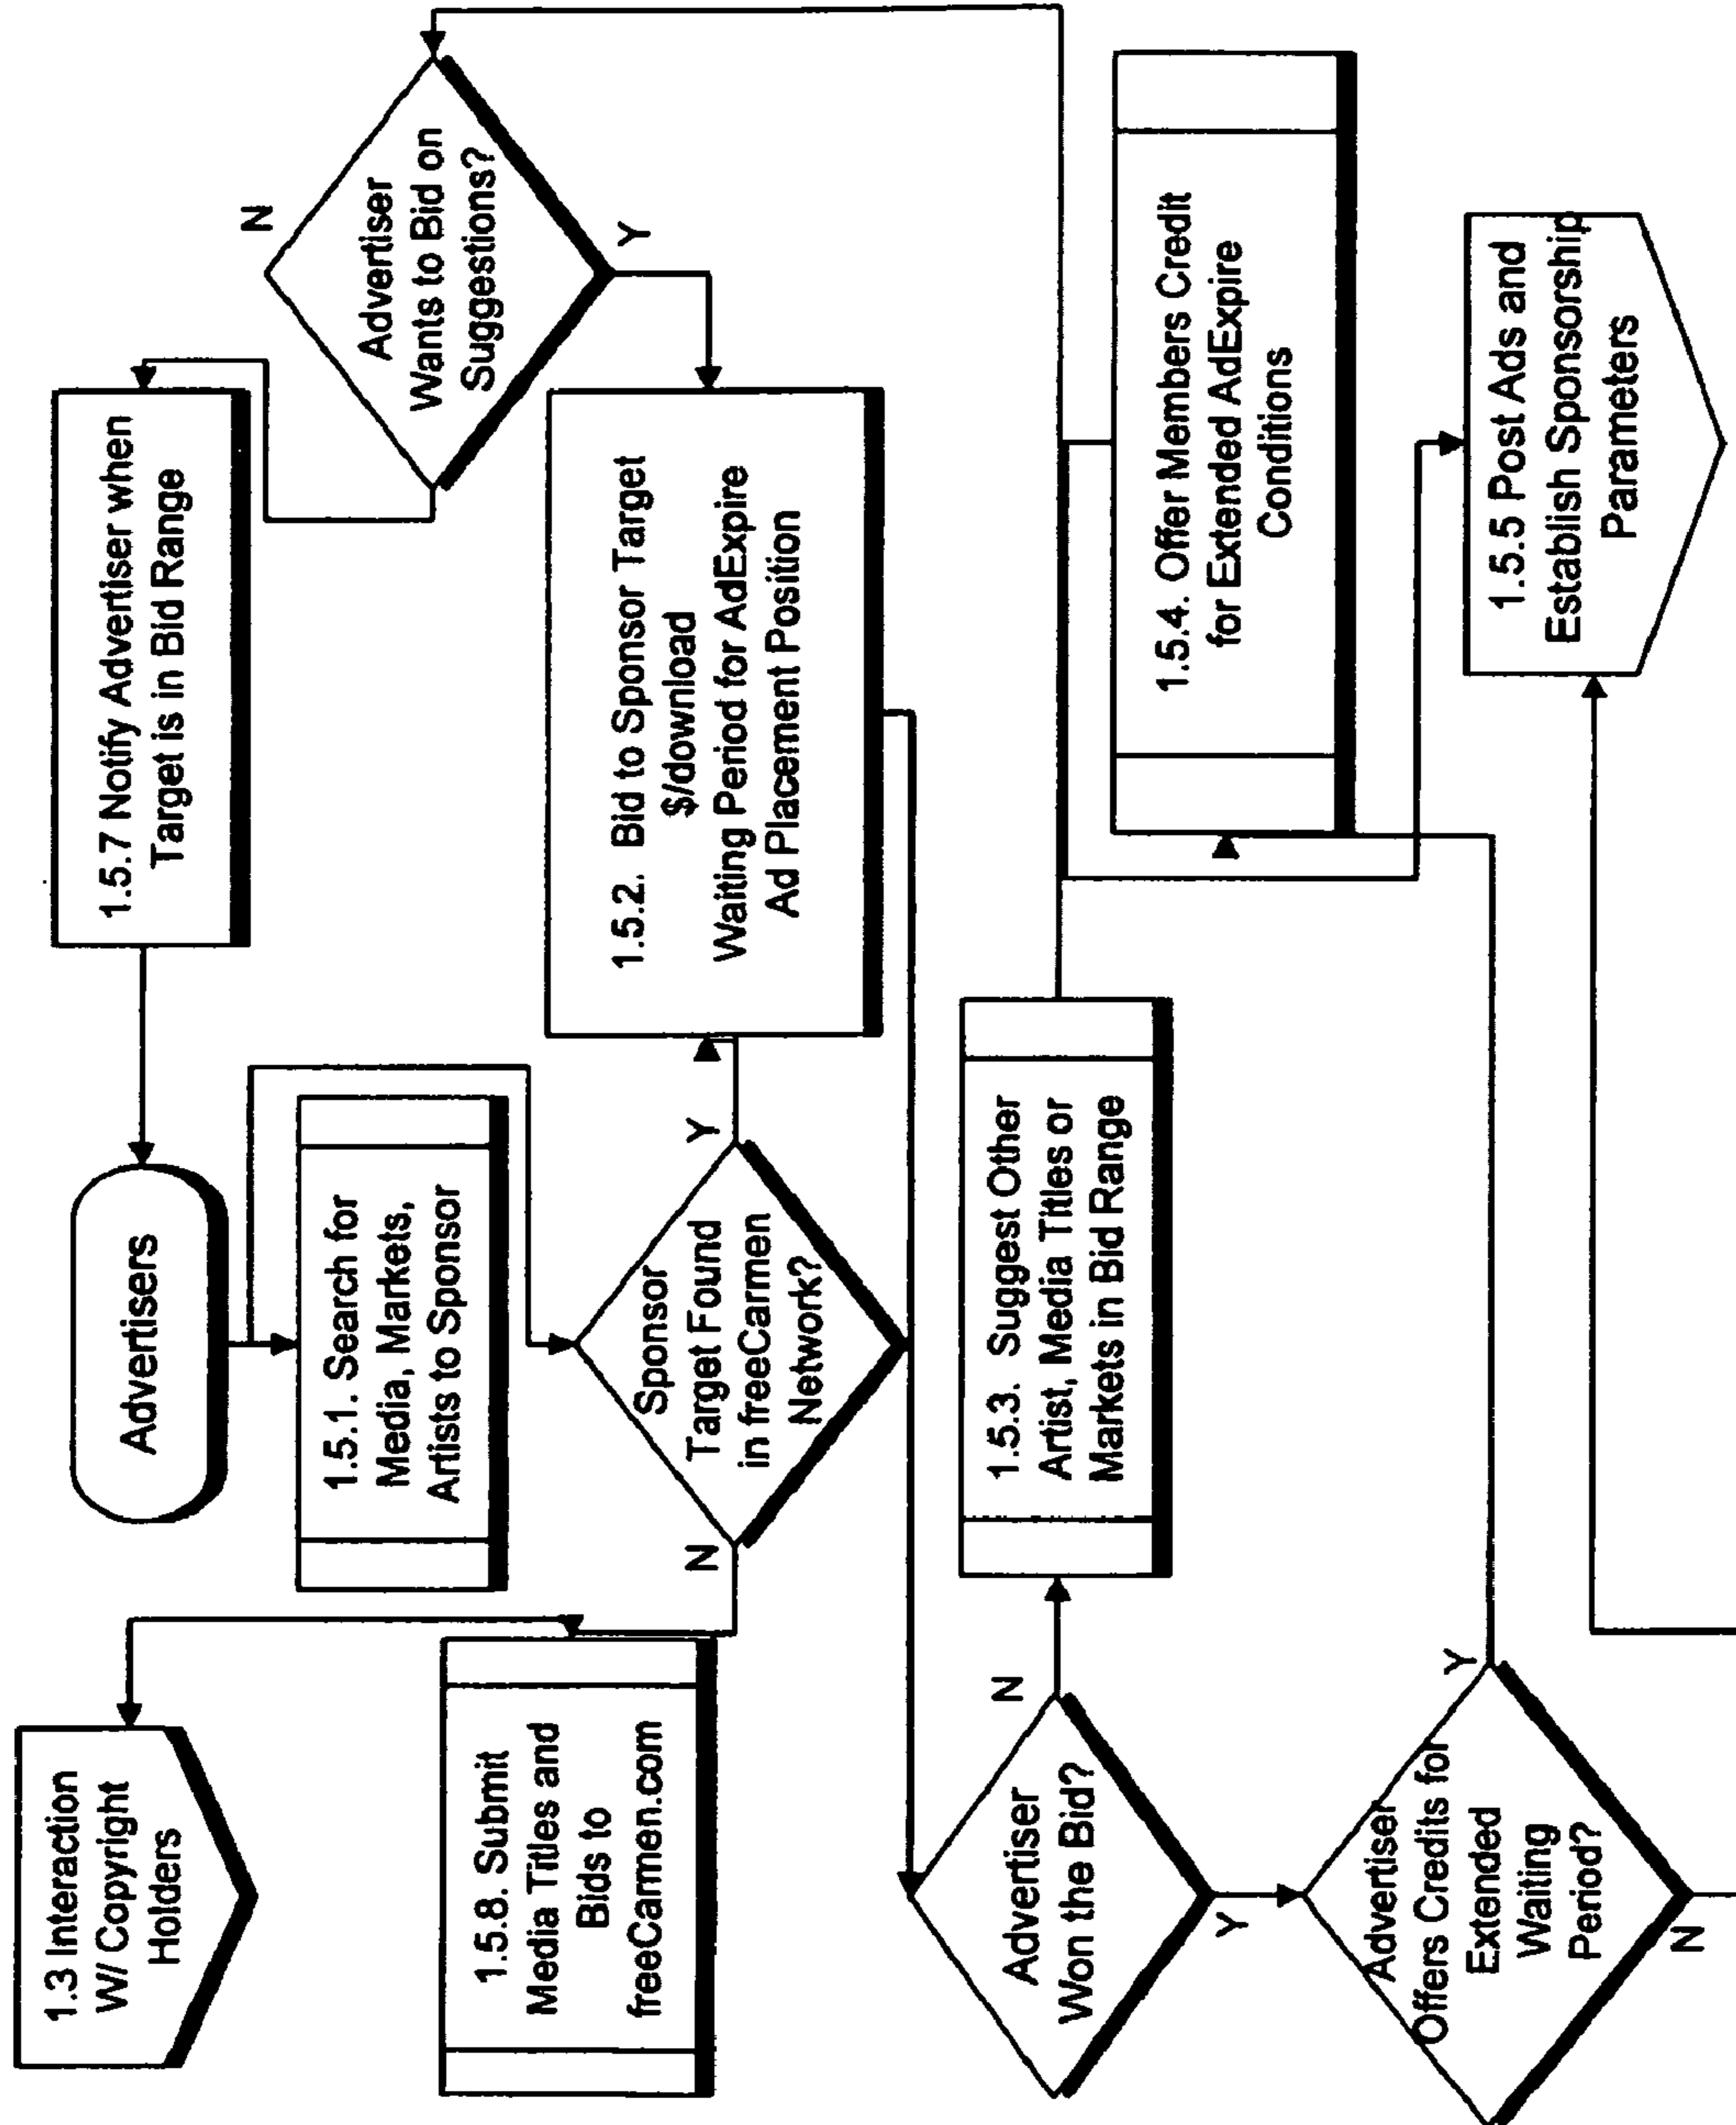 1.3 Interaction
W/ Copyright
Holders
Advertisers
1.5.7 Notify Advertiser when
Target is in Bid Range
N
Advertiser
Wants to Bid on
Suggestions?
Y
1.5.1. Search for
Media, Markets,
Artists to Sponsor
1.5.8. Submit
Media Titles and
Bids to
freeCarmen.com
N
Sponsor
Target Found
in freeCarmen
Network?
Y
1.5.2. Bid to Sponsor Target
$/download
Waiting Period for AdExpire
Ad Placement Position
Advertiser
Won the Bid?
N
Y
1.5.3. Suggest Other
Artist, Media Titles or
Markets in Bid Range
1.5.4. Offer Members Credit
for Extended AdExpire
Conditions
Advertiser
Offers Credits for
Extended
Waiting
Period?
Y
N
1.5.5 Post Ads and
Establish Sponsorship
Parameters